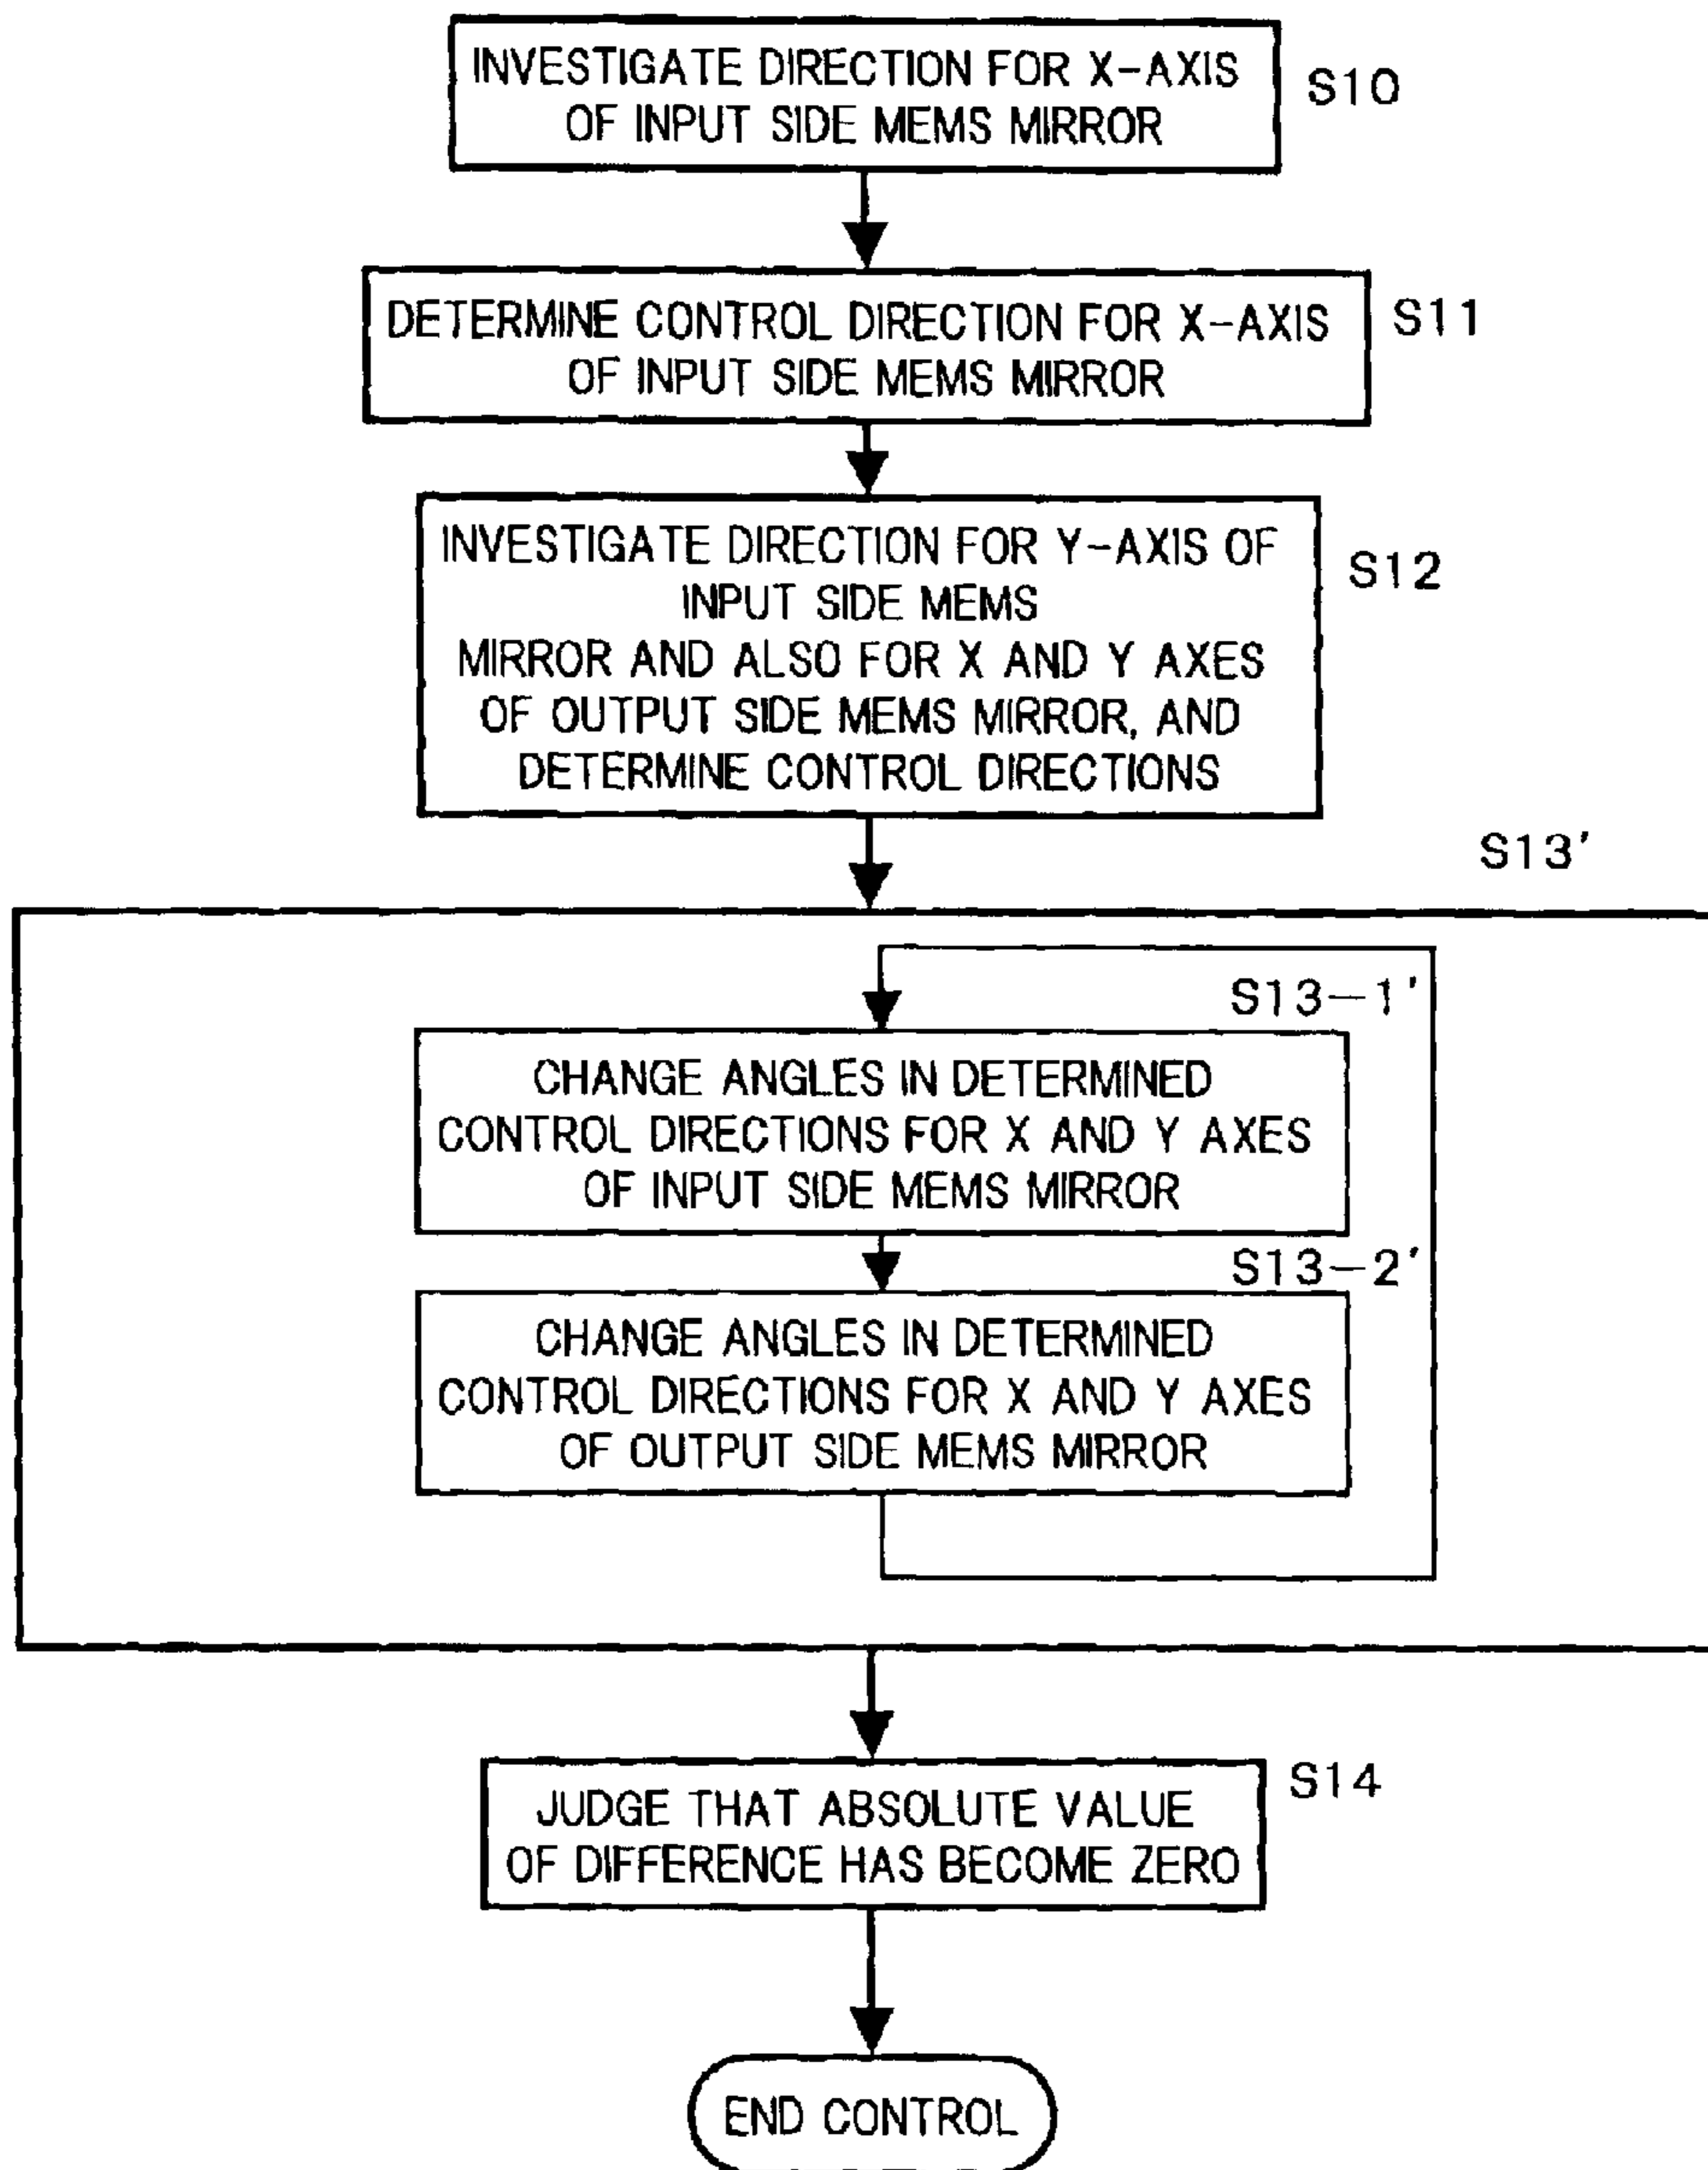 INVESTIGATE DIRECTION FOR X-AXIS
OF INPUT SIDE MEMS MIRROR
S10
DETERMINE CONTROL DIRECTION FOR X-AXIS
OF INPUT SIDE MEMS MIRROR
S11
INVESTIGATE DIRECTION FOR Y-AXIS OF
INPUT SIDE MEMS
MIRROR AND ALSO FOR X AND Y AXES
OF OUTPUT SIDE MEMS MIRROR, AND
DETERMINE CONTROL DIRECTIONS
S12
S13'
S13-1'
CHANGE ANGLES IN DETERMINED
CONTROL DIRECTIONS FOR X AND Y AXES
OF INPUT SIDE MEMS MIRROR
S13-2'
CHANGE ANGLES IN DETERMINED
CONTROL DIRECTIONS FOR X AND Y AXES
OF OUTPUT SIDE MEMS MIRROR
JUDGE THAT ABSOLUTE VALUE
OF DIFFERENCE HAS BECOME ZERO
S14
END CONTROL